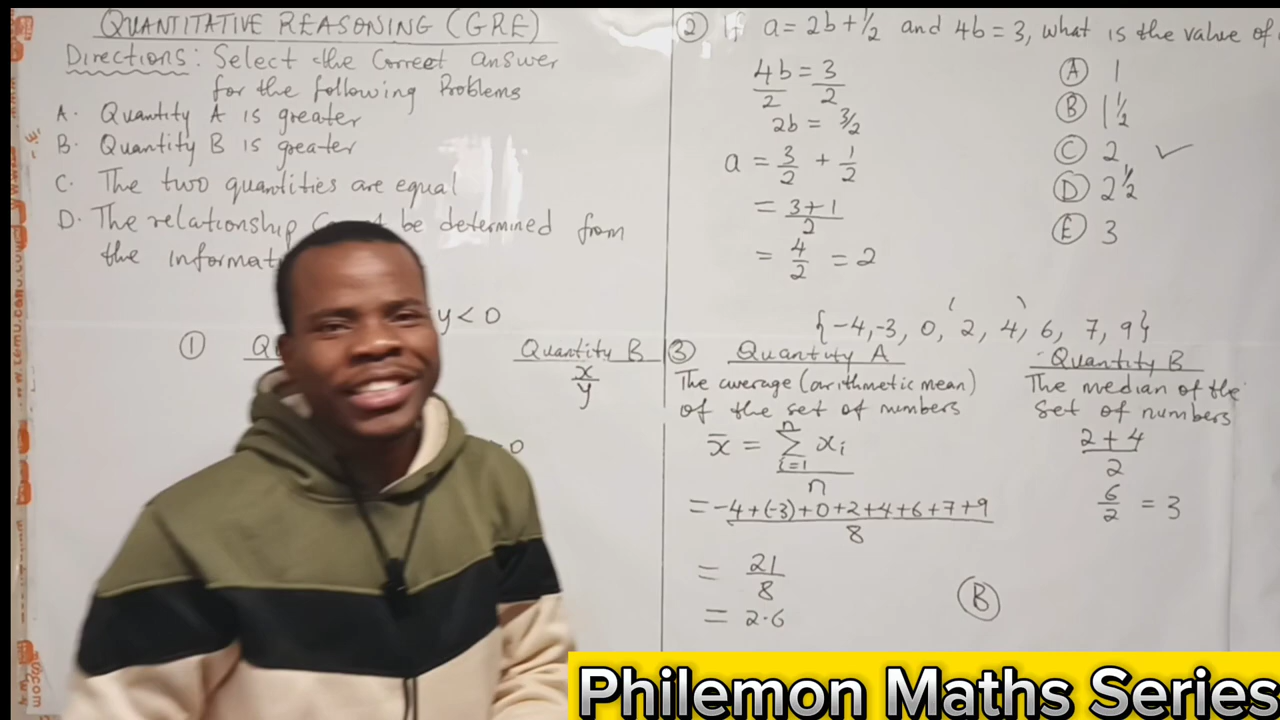 QUANTITATIVE REASONING (GRE)
Directions: Select the Correct answer
for the following Problems
A. Quantity A is greater
B. Quantity B is greater
C. The two quantities are equal
D. The relationship be determined from
the informat
y < 0
①
Quantity B
x/y
② If a = 2b + 1/2 and 4b = 3, what is the value of
4b/2 = 3/2
2b = 3/2
a = 3/2 + 1/2
= 3+1/2
= 4/2 = 2
Ⓐ 1
Ⓑ 1 1/2
Ⓒ 2 ✓
Ⓓ 2 1/2
Ⓔ 3
{-4, -3, 0, 2, 4, 6, 7, 9}
③ Quantity A
The average (arithmetic mean)
of the set of numbers
x̄ = n Σ i=1 xi / n
= -4+(-3)+0+2+4+6+7+9 / 8
= 21/8
= 2.6
Quantity B
The median of the
set of numbers
2+4/2
6/2 = 3
Ⓑ
Philemon Maths Series